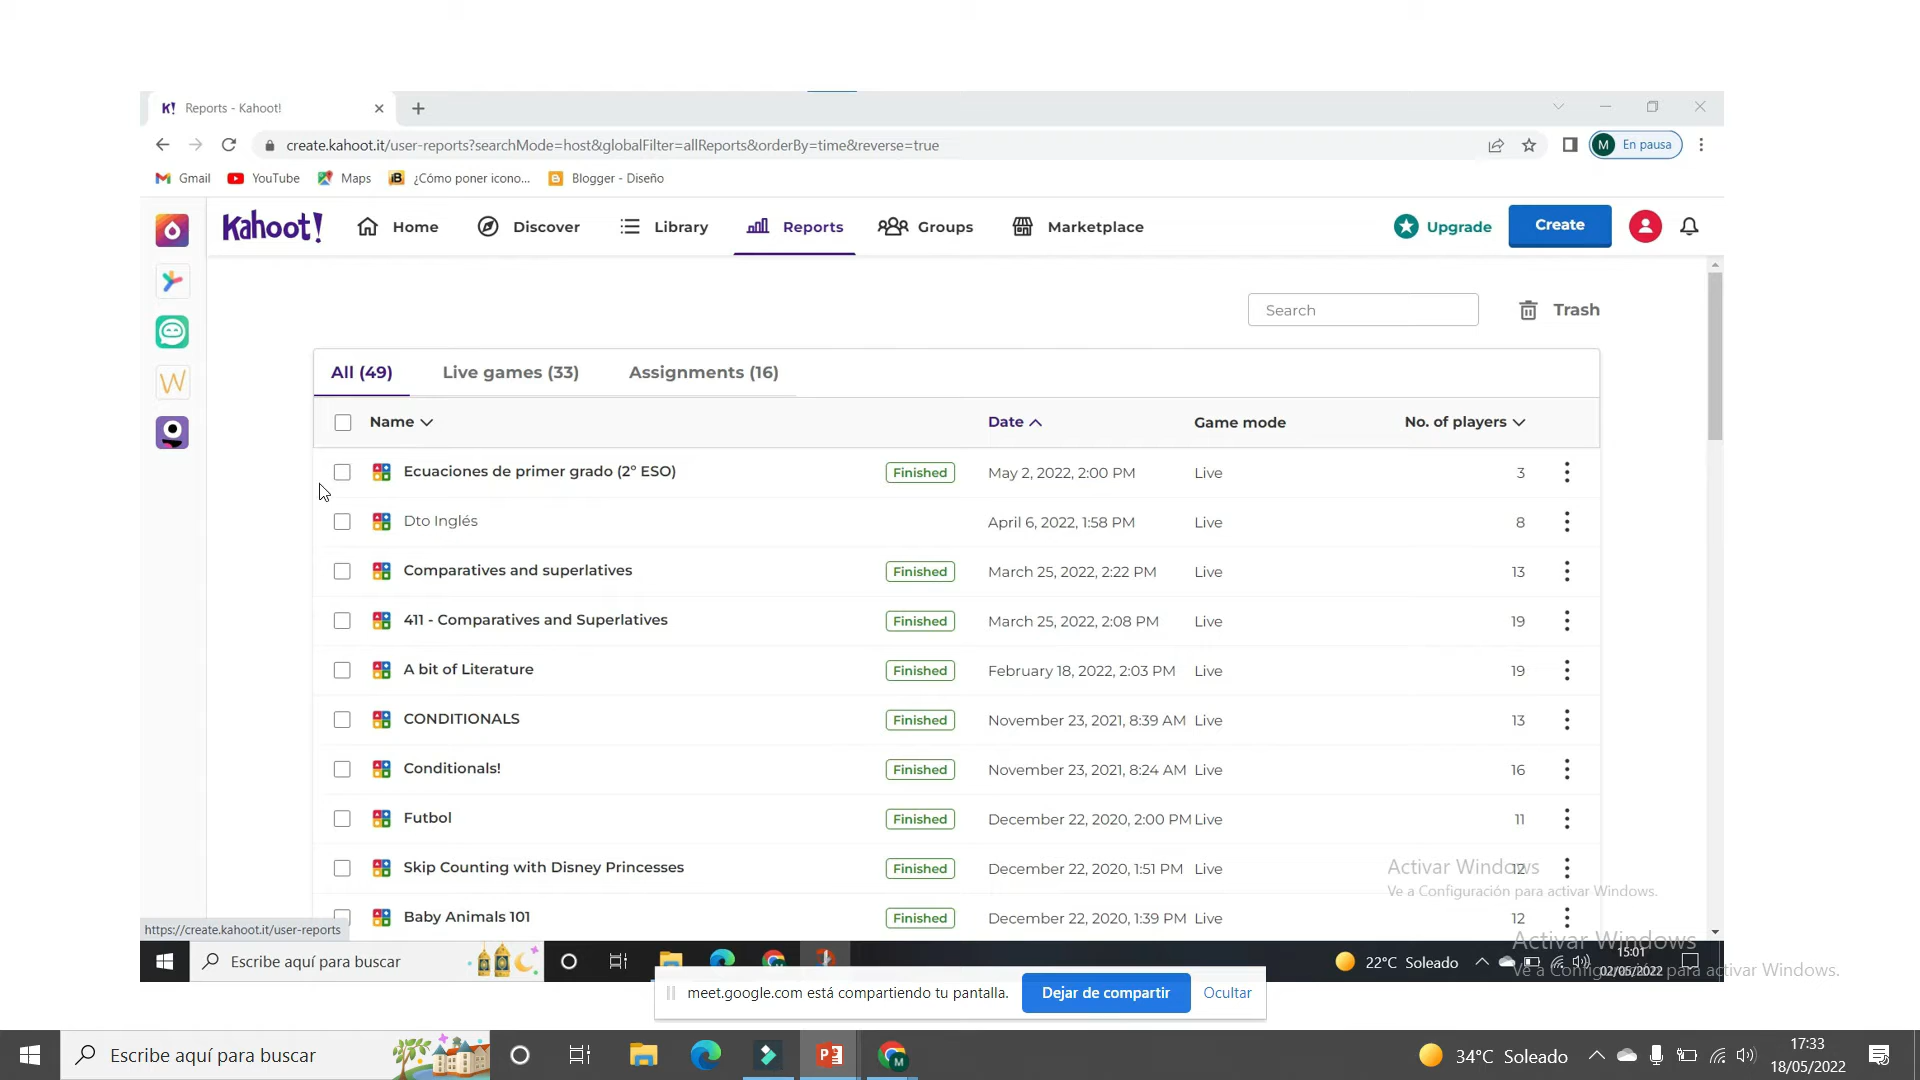 K! Reports - Kahoot!
create.kahoot.it/user-reports?searchMode=host&globalFilter=allReports&orderBy=time&reverse=true
M En pausa
Gmail YouTube Maps iB ¿Cómo poner icono... Blogger - Diseño
Kahoot! Home Discover Library Reports Groups Marketplace Upgrade Create
Search Trash
All (49) Live games (33) Assignments (16)
Name Date Game mode No. of players
Ecuaciones de primer grado (2º ESO) Finished May 2, 2022, 2:00 PM Live 3
Dto Inglés April 6, 2022, 1:58 PM Live 8
Comparatives and superlatives Finished March 25, 2022, 2:22 PM Live 13
411 - Comparatives and Superlatives Finished March 25, 2022, 2:08 PM Live 19
A bit of Literature Finished February 18, 2022, 2:03 PM Live 19
CONDITIONALS Finished November 23, 2021, 8:39 AM Live 13
Conditionals! Finished November 23, 2021, 8:24 AM Live 16
Futbol Finished December 22, 2020, 2:00 PM Live 11
Skip Counting with Disney Princesses Finished December 22, 2020, 1:51 PM Live 12
Activar Windows
Ve a Configuración para activar Windows.
Baby Animals 101 Finished December 22, 2020, 1:39 PM Live 12
https://create.kahoot.it/user-reports
Activar Windows
Ve a Configuración para activar Windows.
Escribe aquí para buscar 22°C Soleado 15:01
02/05/2022
meet.google.com está compartiendo tu pantalla. Dejar de compartir Ocultar
Escribe aquí para buscar 34°C Soleado 17:33
18/05/2022